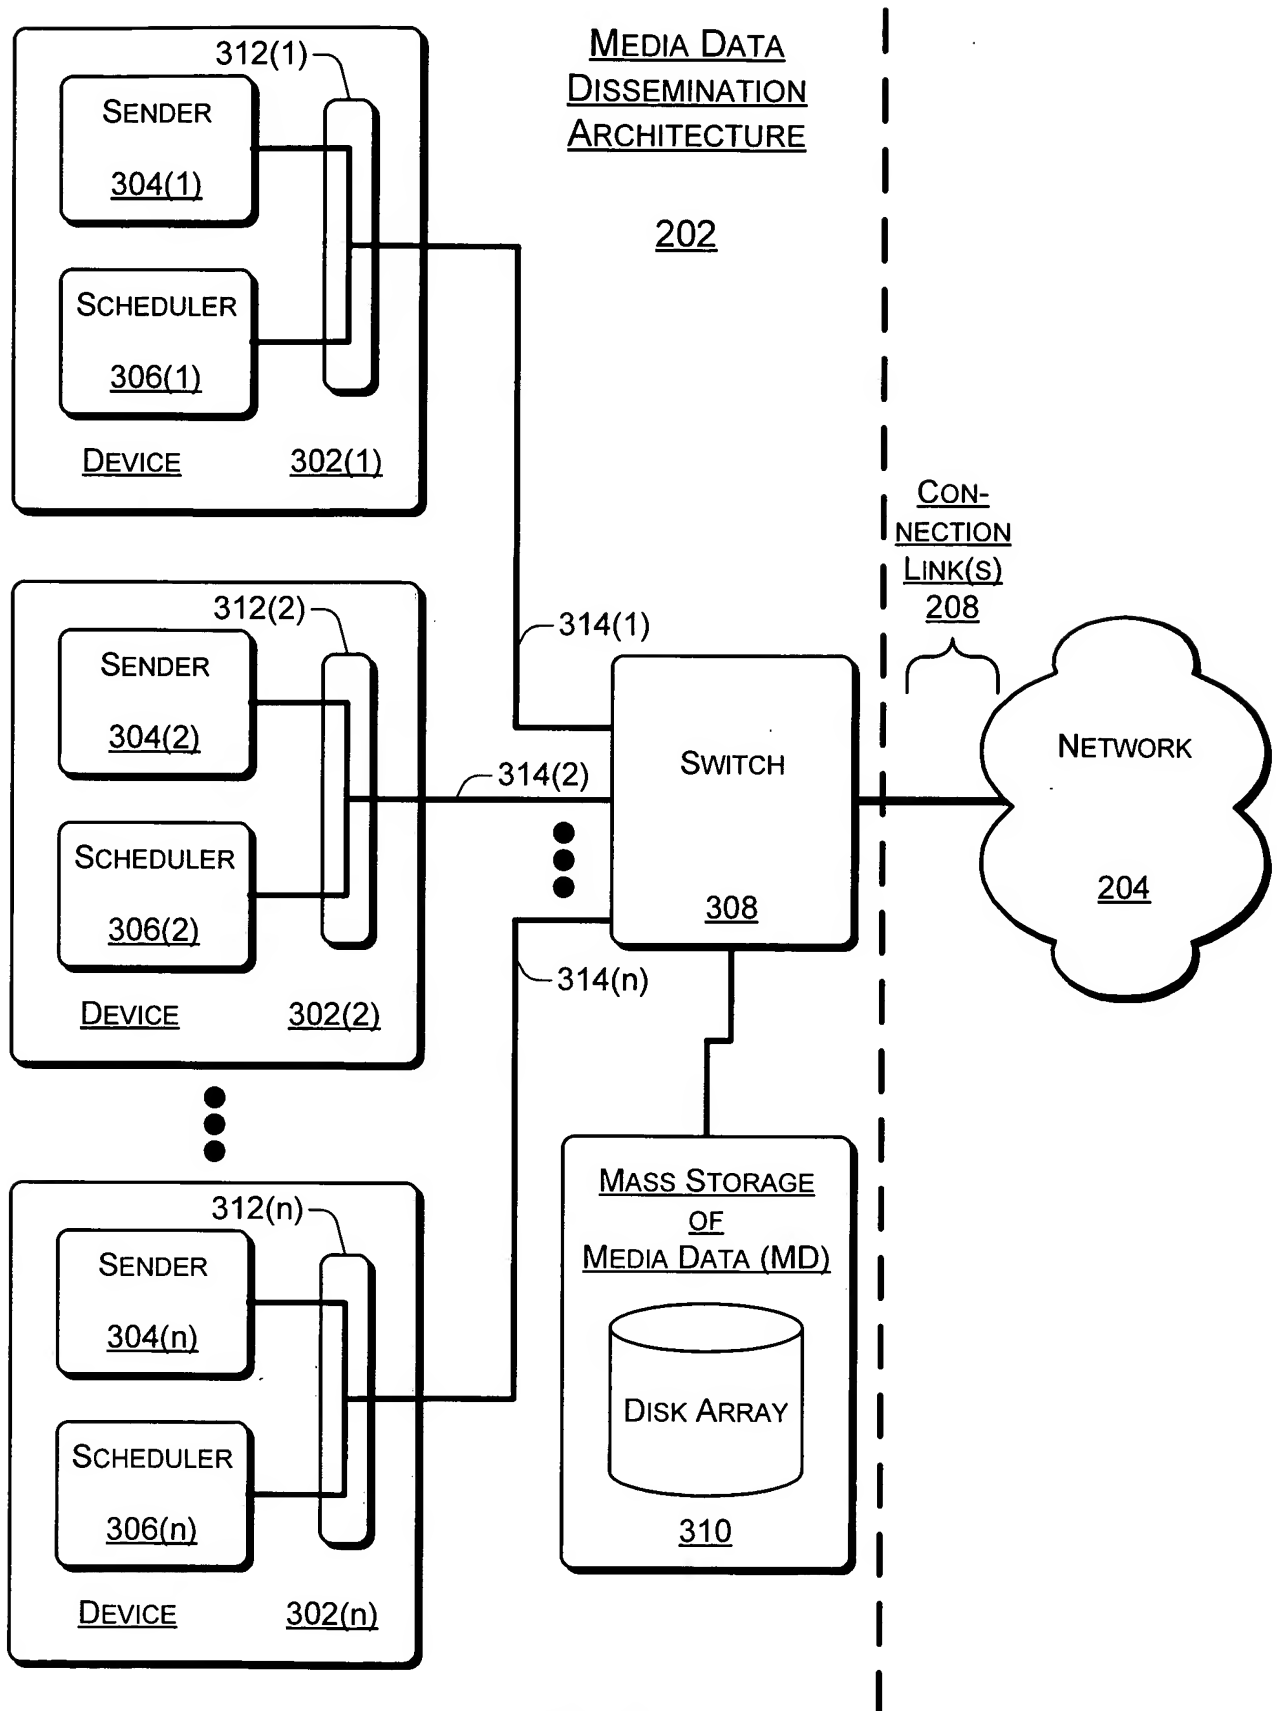 MEDIA DATA
DISSEMINATION
ARCHITECTURE
202
312(1)
SENDER
304(1)
SCHEDULER
306(1)
DEVICE 302(1)
312(2)
SENDER
304(2)
SCHEDULER
306(2)
DEVICE 302(2)
312(n)
SENDER
304(n)
SCHEDULER
306(n)
DEVICE 302(n)
314(1)
314(2)
314(n)
SWITCH
308
MASS STORAGE
OF
MEDIA DATA (MD)
DISK ARRAY
310
CON-
NECTION
LINK(S)
208
NETWORK
204